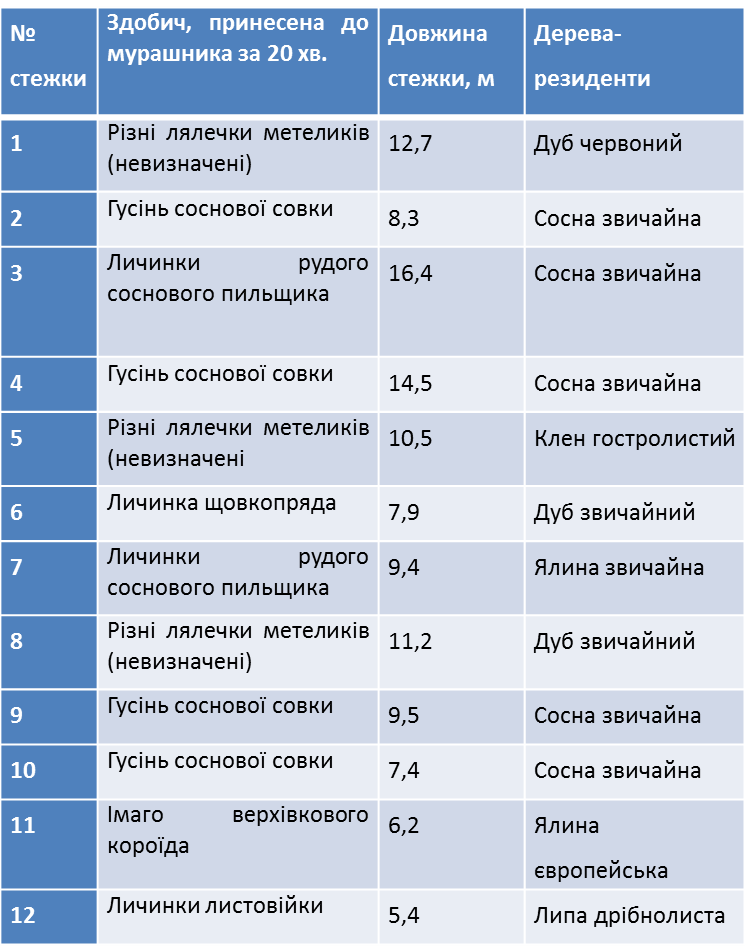 № стежки
Здобич, принесена до мурашника за 20 хв.
Довжина стежки, м
Дерева-резиденти
1
Різні лялечки метеликів
(невизначені)
12,7
Дуб червоний
2
Гусінь соснової совки
8,3
Сосна звичайна
3
Личинки рудого
соснового пильщика
16,4
Сосна звичайна
4
Гусінь соснової совки
14,5
Сосна звичайна
5
Різні лялечки метеликів
(невизначені
10,5
Клен гостролистий
6
Личинка щовкопряда
7,9
Дуб звичайний
7
Личинки рудого
соснового пильщика
9,4
Ялина звичайна
8
Різні лялечки метеликів
(невизначені)
11,2
Дуб звичайний
9
Гусінь соснової совки
9,5
Сосна звичайна
10
Гусінь соснової совки
7,4
Сосна звичайна
11
Імаго верхівкового
короїда
6,2
Ялина
європейська
12
Личинки листовійки
5,4
Липа дрібнолиста